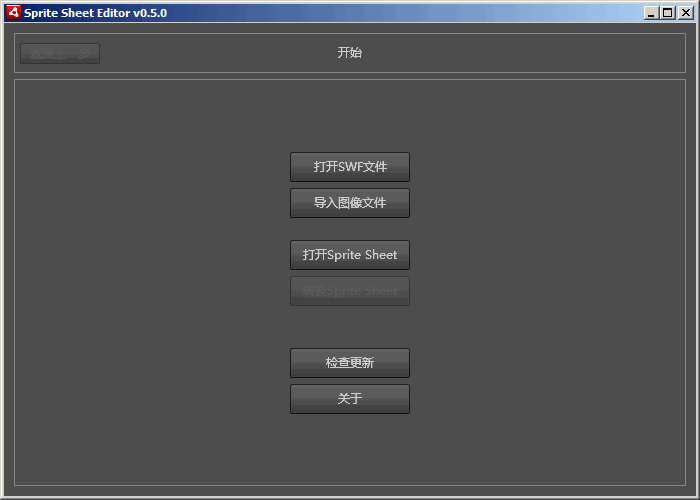 Sprite Sheet Editor v0.5.0
返回上一步
开始
打开SWF文件
导入图像文件
打开Sprite Sheet
转换Sprite Sheet
检查更新
关于